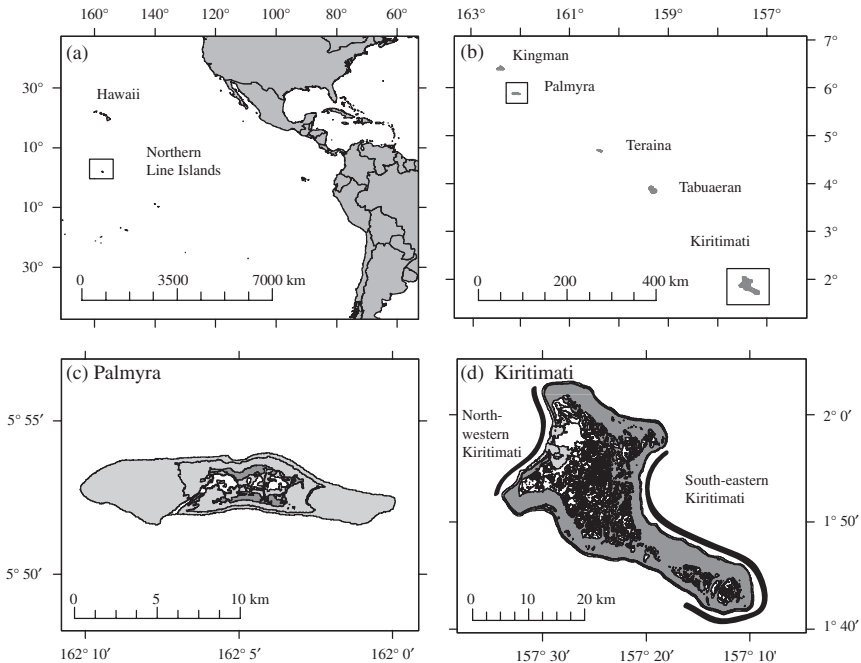 160° 140° 120° 100° 80° 60°
163° 161° 159° 157°
(a)
30°
10°
10°
30°
Hawaii
Northern
Line Islands
0 3500 7000 km
(b)
Kingman
Palmyra
Teraina
Tabuaeran
Kiritimati
7°
6°
5°
4°
3°
2°
0 200 400 km
(c) Palmyra
5° 55′
5° 50′
0 5 10 km
162° 10′ 162° 5′ 162° 0′
(d) Kiritimati
North-
western
Kiritimati
South-eastern
Kiritimati
2° 0′
1° 50′
1° 40′
0 10 20 km
157° 30′ 157° 20′ 157° 10′